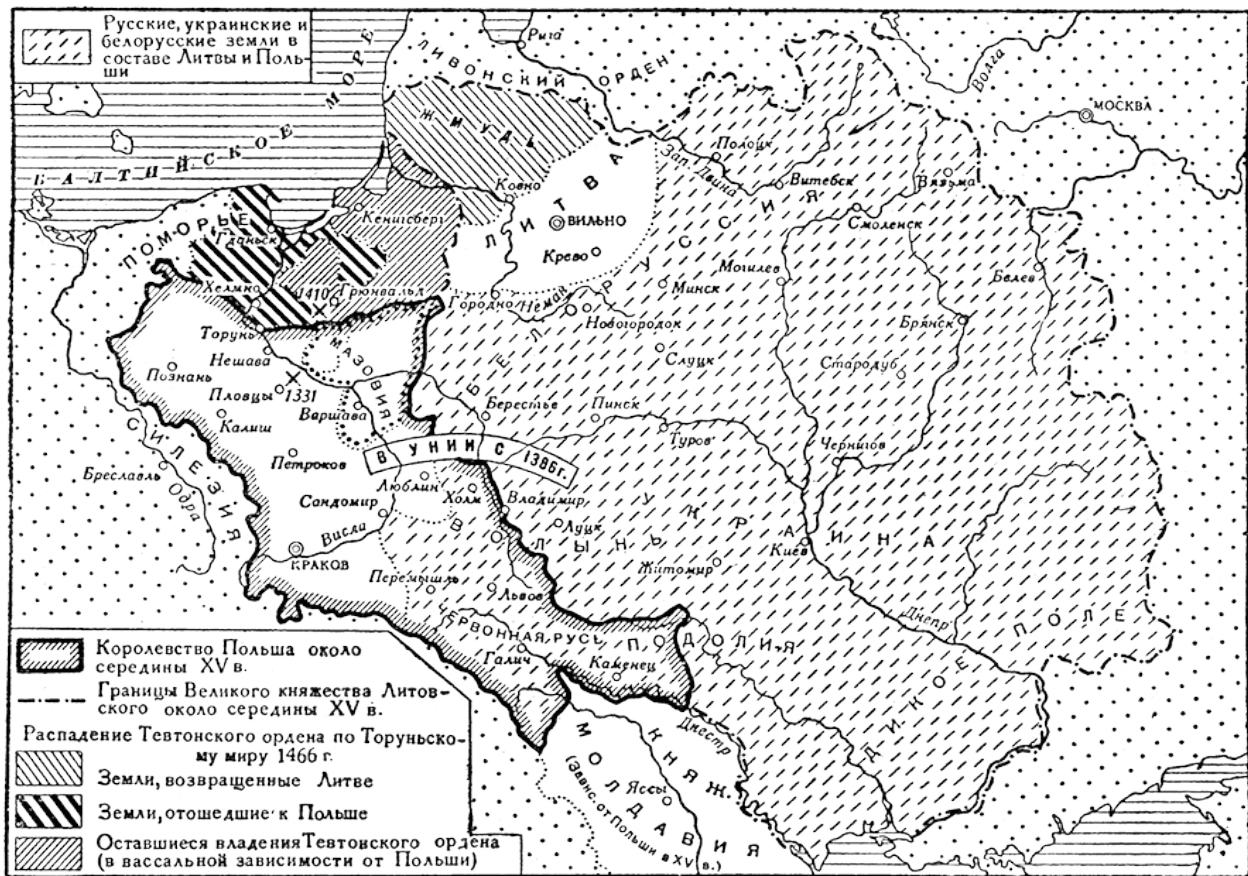 Русские, украинские и
белорусские земли в
составе Литвы и Поль-
ши
БАЛТИЙСКОЕ МОРЕ
Рига
ЛИВОНСКИЙ ОРДЕН
Волга
МОСКВА
ЖМУДЬ
Полоцк
Зап. Двина
Витебск
Вязьма
Ковно
ЛИТВА
ВИЛЬНО
Крево
Смоленск
Кенигсберг
ПОМОРЬЕ
Гданьск
Хелмно
1410
Грюнвальд
Городно
Неман
Новогородок
Минск
Могилев
Белев
БЕЛОРУССИЯ
Торунь
Нешава
МАЗОВИЯ
Слуцк
Брянск
Стародуб
Познань
Пловцы
1331
Варшава
Калиш
Берестье
Пинск
Туров
Чернигов
СИЛЕЗИЯ
Бреславль
Одра
Петроков
В УНИИ С 1386г.
Люблин
Холм
Сандомир
Висла
Владимир
Луцк
ВОЛЫНЬ
УКРАИНА
Киев
Житомир
КРАКОВ
Перемышль
Львов
Днепр
ДИКОЕ ПОЛЕ
ЧЕРВОННАЯ РУСЬ
ПОДОЛИЯ
Галич
Каменец
Днестр
МОЛДАВИЯ
КНЯЖ.
(Завис. от Польши в XV в.)
Яссы
Королевство Польша около
середины XV в.
Границы Великого княжества Литов-
ского около середины XV в.
Распадение Тевтонского ордена по Торуньско-
му миру 1466 г.
Земли, возвращенные Литве
Земли, отошедшие к Польше
Оставшиеся владения Тевтонского ордена
(в вассальной зависимости от Польши)